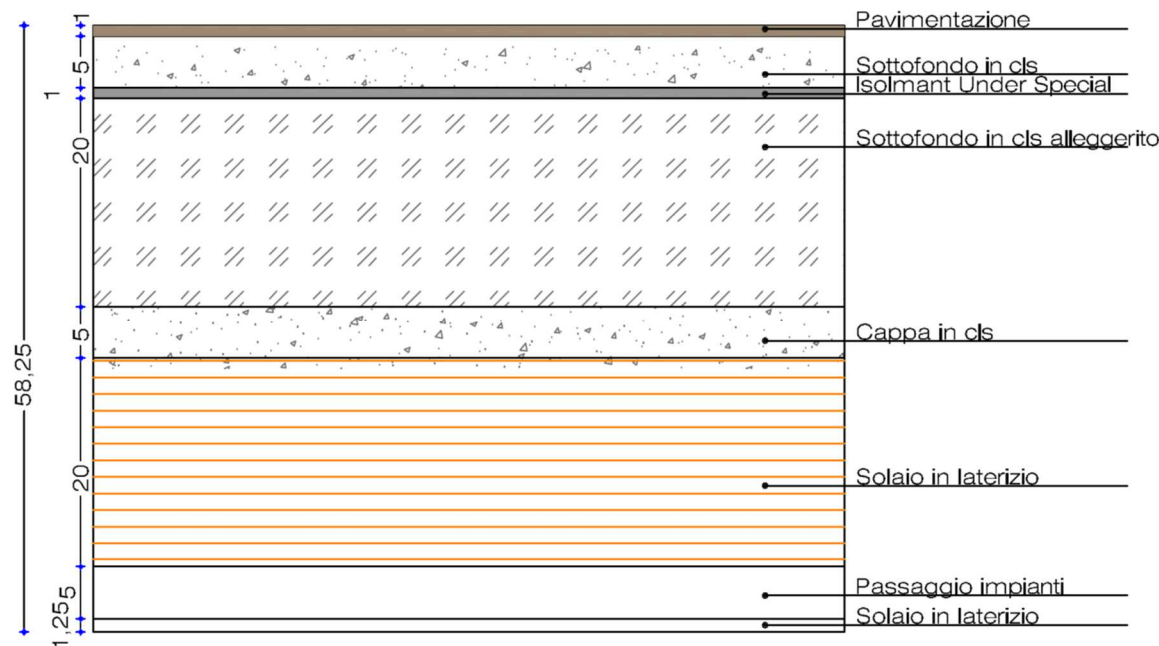 1
Pavimentazione
5
Sottofondo in cls
1
Isolmant Under Special
20
Sottofondo in cls alleggerito
5
Cappa in cls
58,25
20
Solaio in laterizio
5
Passaggio impianti
1,25
Solaio in laterizio